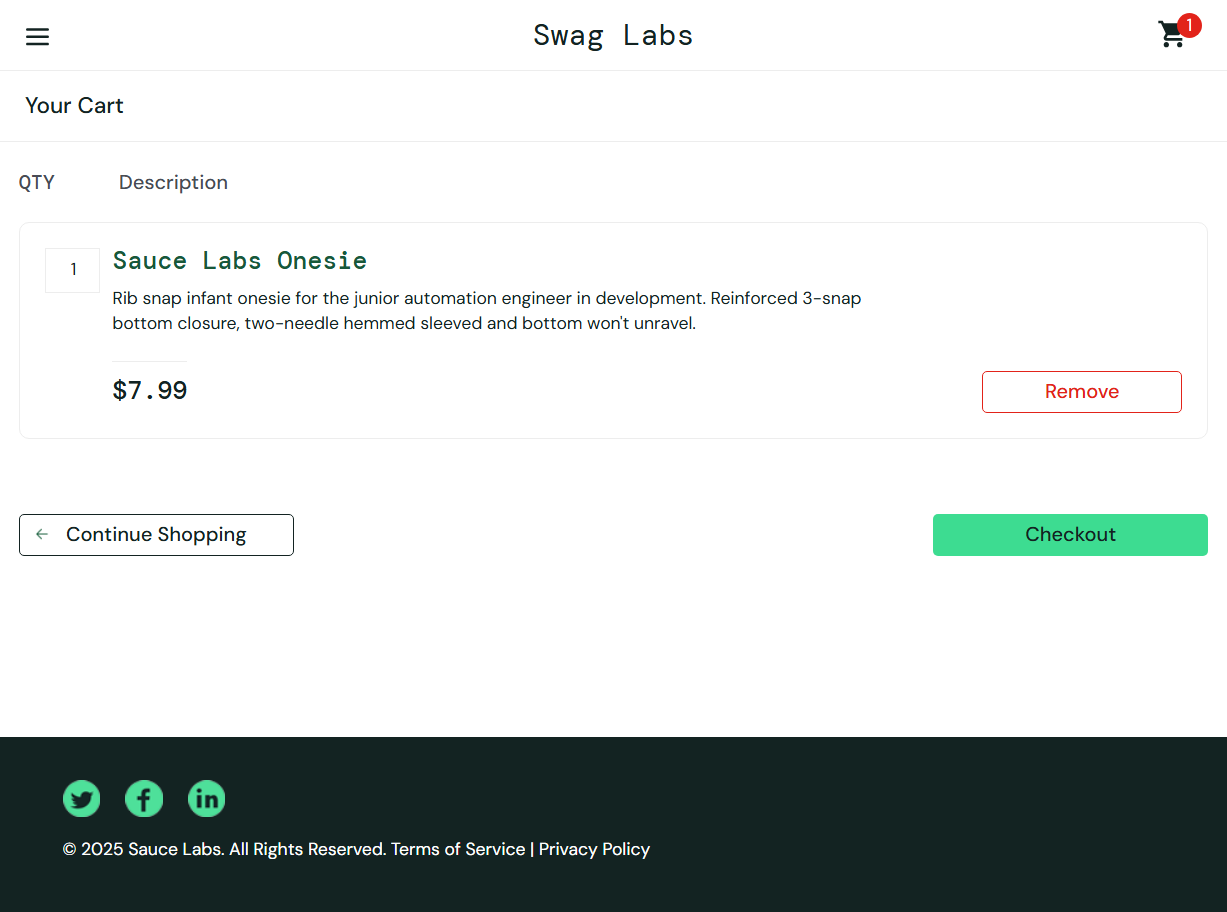 Swag Labs
1
Your Cart
QTY Description
1
Sauce Labs Onesie
Rib snap infant onesie for the junior automation engineer in development. Reinforced 3-snap
bottom closure, two-needle hemmed sleeved and bottom won't unravel.
$7.99
Remove
Continue Shopping
Checkout
© 2025 Sauce Labs. All Rights Reserved. Terms of Service | Privacy Policy